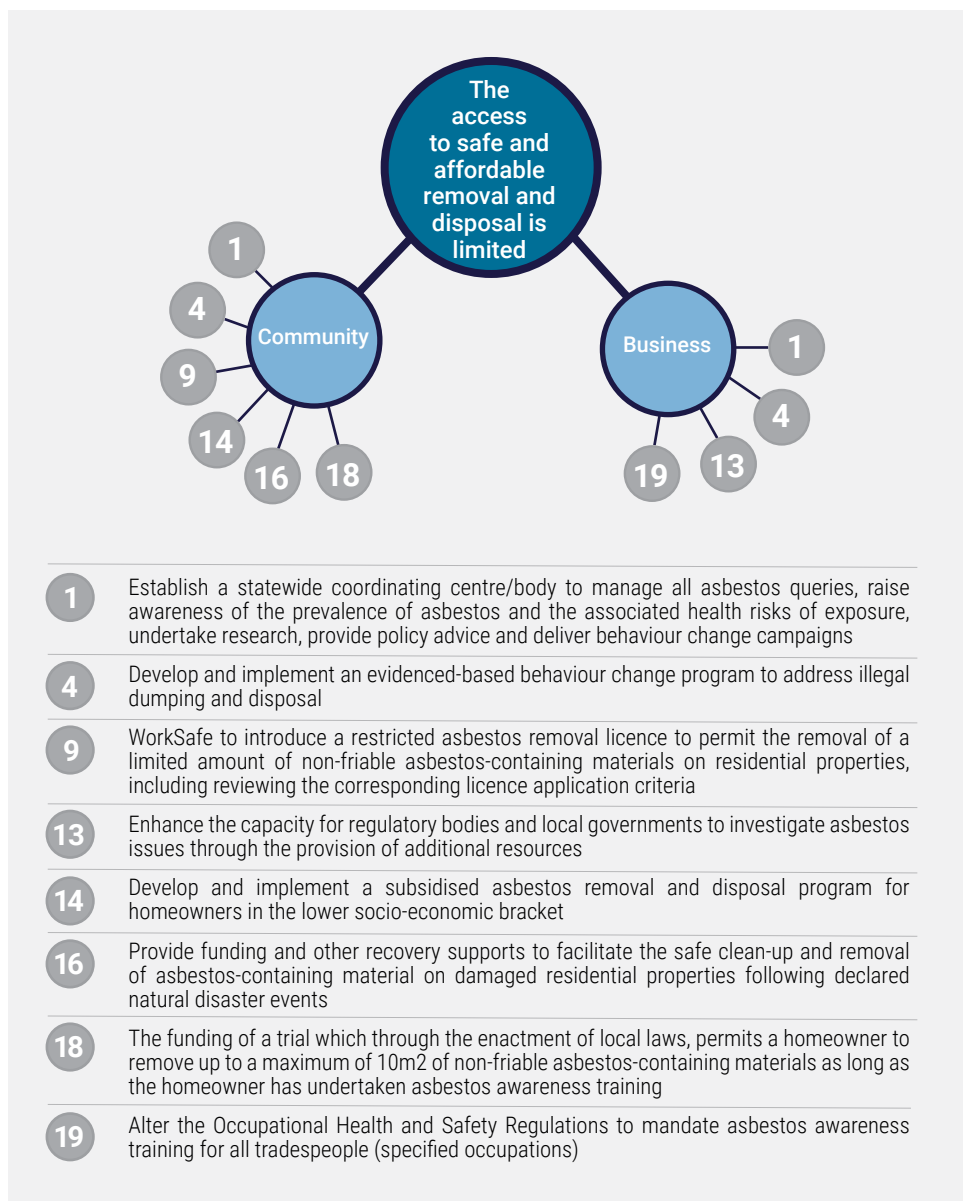 The
access
to safe and
affordable
removal and
disposal is
limited
Community
1
4
9
14
16
18
Business
1
4
13
19
1
Establish a statewide coordinating centre/body to manage all asbestos queries, raise
awareness of the prevalence of asbestos and the associated health risks of exposure,
undertake research, provide policy advice and deliver behaviour change campaigns
4
Develop and implement an evidenced-based behaviour change program to address illegal
dumping and disposal
9
WorkSafe to introduce a restricted asbestos removal licence to permit the removal of a
limited amount of non-friable asbestos-containing materials on residential properties,
including reviewing the corresponding licence application criteria
13
Enhance the capacity for regulatory bodies and local governments to investigate asbestos
issues through the provision of additional resources
14
Develop and implement a subsidised asbestos removal and disposal program for
homeowners in the lower socio-economic bracket
16
Provide funding and other recovery supports to facilitate the safe clean-up and removal
of asbestos-containing material on damaged residential properties following declared
natural disaster events
18
The funding of a trial which through the enactment of local laws, permits a homeowner to
remove up to a maximum of 10m2 of non-friable asbestos-containing materials as long as
the homeowner has undertaken asbestos awareness training
19
Alter the Occupational Health and Safety Regulations to mandate asbestos awareness
training for all tradespeople (specified occupations)